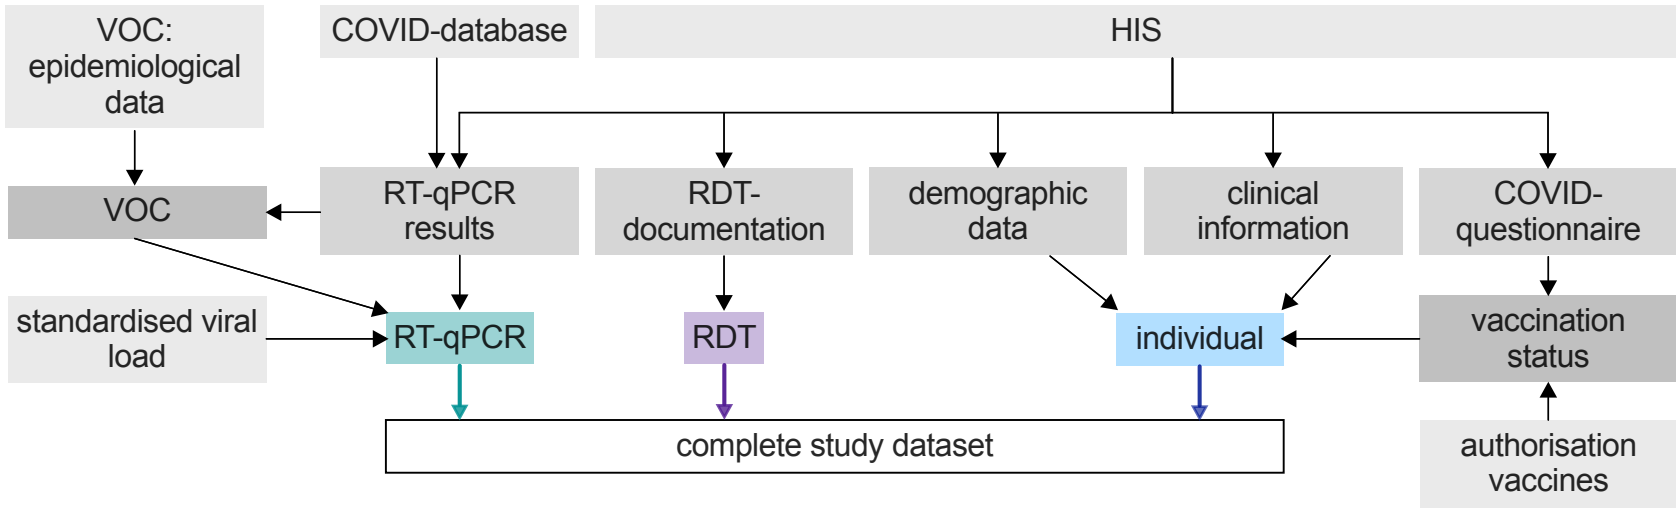 VOC:
epidemiological
data
COVID-database
HIS
VOC
RT-qPCR
results
RDT-
documentation
demographic
data
clinical
information
COVID-
questionnaire
standardised viral
load
RT-qPCR
RDT
individual
vaccination
status
complete study dataset
authorisation
vaccines